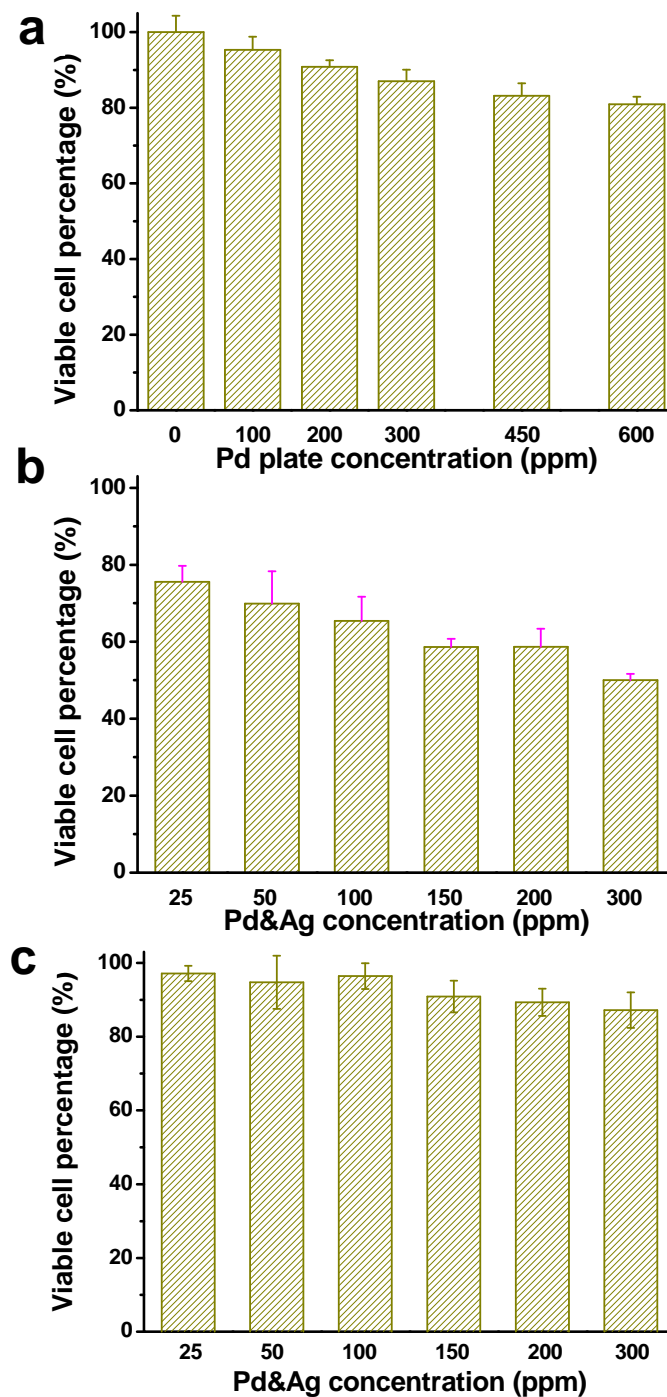 a
Viable cell percentage (%)
100
80
60
40
20
0
0 100 200 300 450 600
Pd plate concentration (ppm)
b
Viable cell percentage (%)
100
80
60
40
20
0
25 50 100 150 200 300
Pd&Ag concentration (ppm)
c
Viable cell percentage (%)
100
80
60
40
20
0
25 50 100 150 200 300
Pd&Ag concentration (ppm)